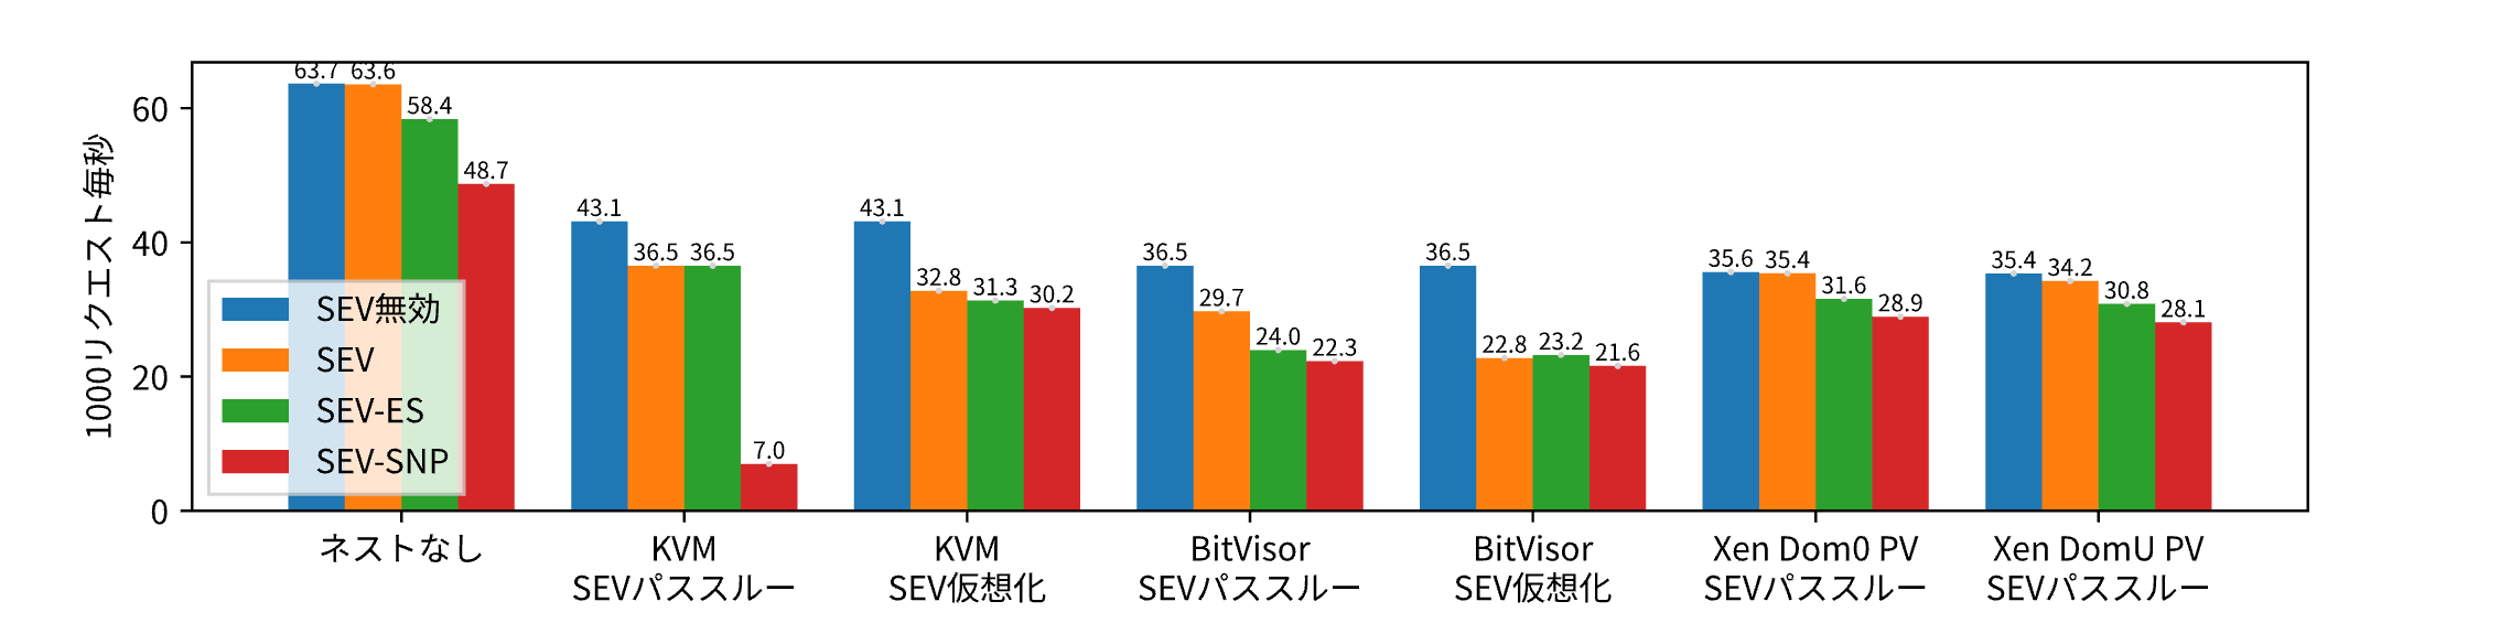 1000リクエスト毎秒
60
40
20
0
63.7 63.6 58.4 48.7
43.1 36.5 36.5 7.0
43.1 32.8 31.3 30.2
36.5 29.7 24.0 22.3
36.5 22.8 23.2 21.6
35.6 35.4 31.6 28.9
35.4 34.2 30.8 28.1
SEV無効
SEV
SEV-ES
SEV-SNP
ネストなし
KVM
SEVパススルー
KVM
SEV仮想化
BitVisor
SEVパススルー
BitVisor
SEV仮想化
Xen Dom0 PV
SEVパススルー
Xen DomU PV
SEVパススルー